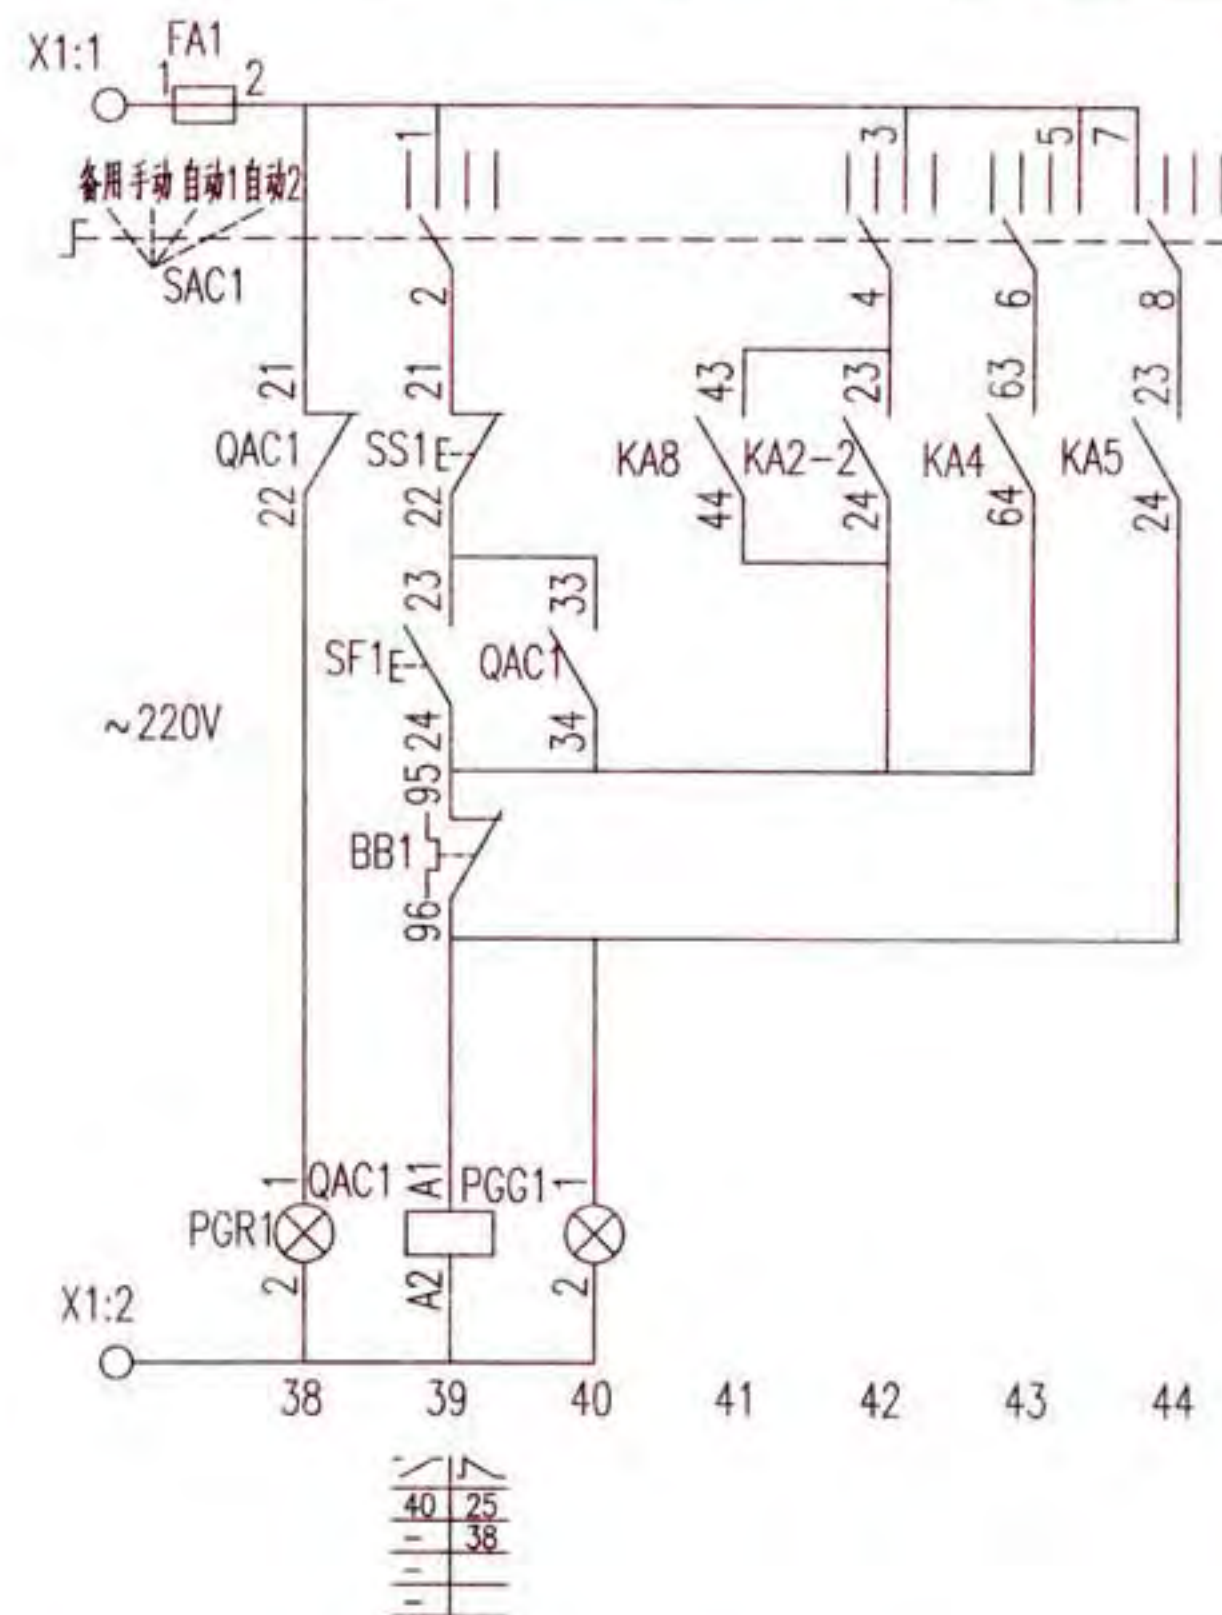 FA1
X1:1
1 2
1 3 5 7
备用 手动 自动1 自动2
SAC1
2 4 6 8
21 21 43 23 63 23
QAC1 SS1 E KA8 KA2-2 KA4 KA5
22 22 44 24 64 24
23 33
SF1 E QAC1
~220V
24 34
95
BB1
96
1 QAC1 A1 PGG1 1
PGR1
2 A2 2
X1:2
38 39 40 41 42 43 44
40 25
- 38
-
-